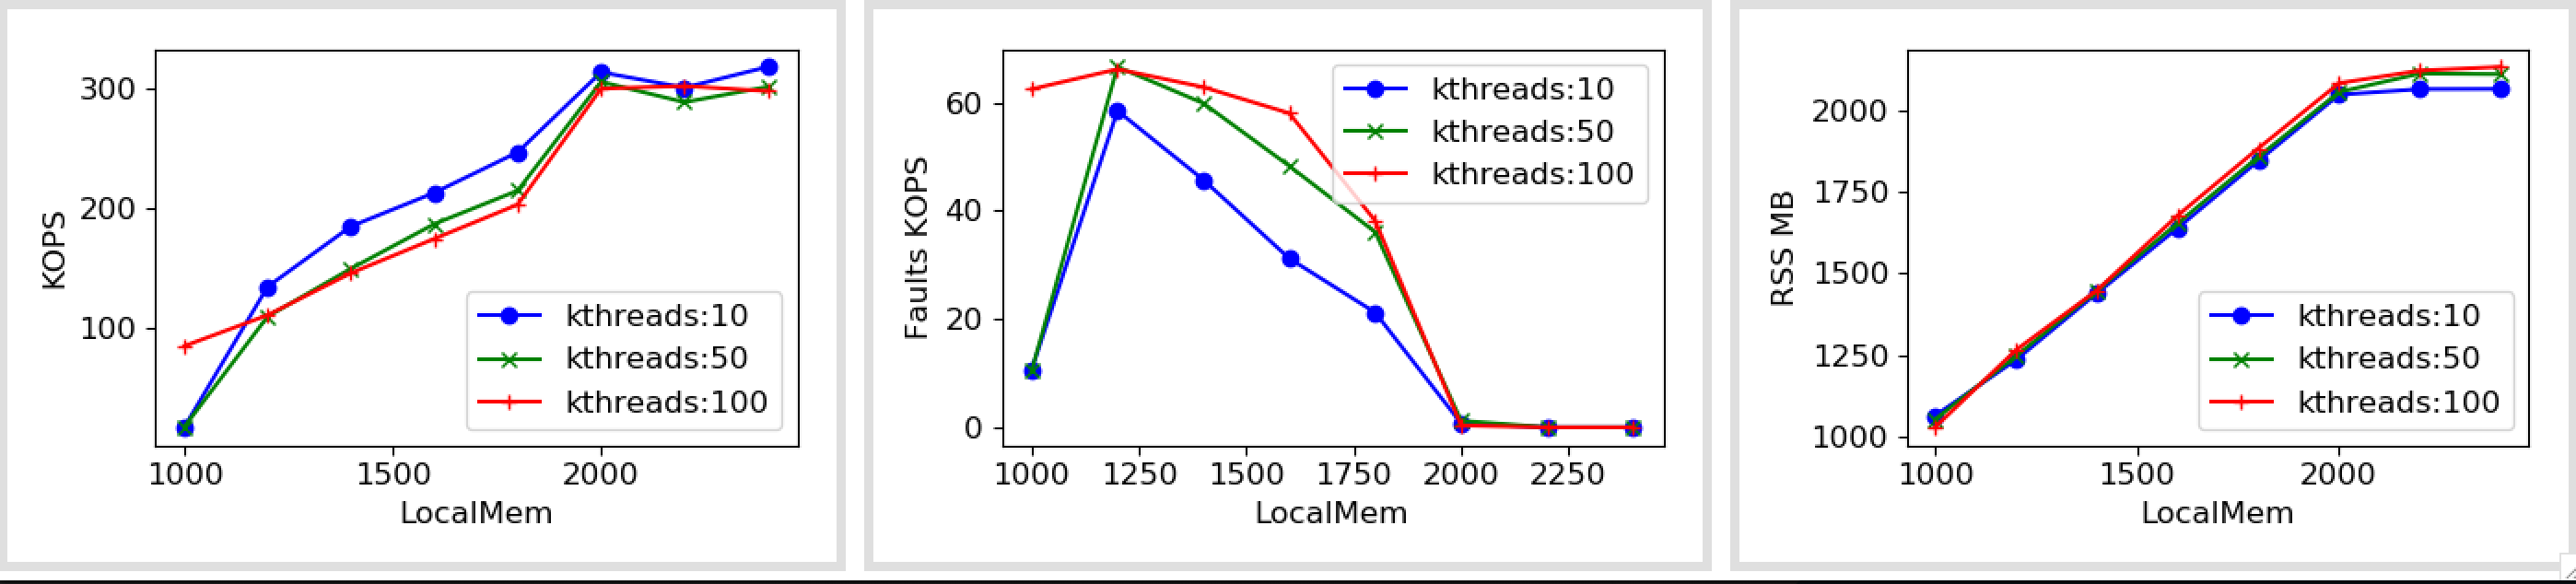 KOPS
300
200
100
1000
1500
2000
LocalMem
kthreads:10
kthreads:50
kthreads:100
Faults KOPS
60
40
20
0
1000
1250
1500
1750
2000
2250
LocalMem
kthreads:10
kthreads:50
kthreads:100
RSS MB
2000
1750
1500
1250
1000
1000
1500
2000
LocalMem
kthreads:10
kthreads:50
kthreads:100